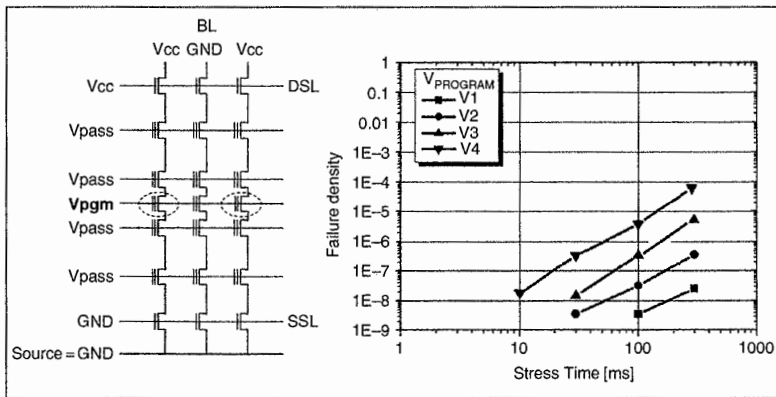 BL
Vcc GND Vcc
Vcc
DSL
Vpass
Vpass
Vpgm
Vpass
Vpass
GND
SSL
Source = GND
1
0.1
0.01
1E–3
1E–4
1E–5
1E–6
1E–7
1E–8
1E–9
Failure density
V_PROGRAM
V1
V2
V3
V4
1
10
100
1000
Stress Time [ms]